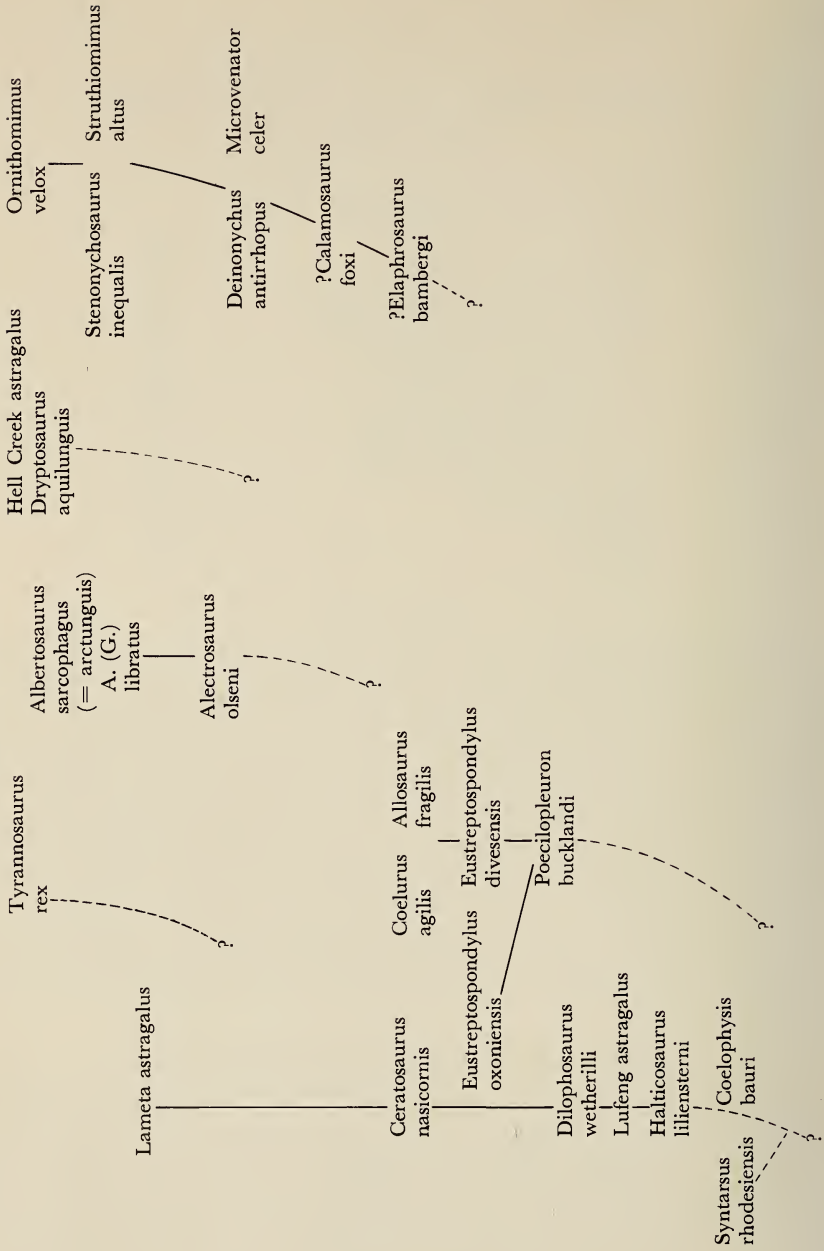 Lameta astragalus
Ceratosaurus
nasicornis
Dilophosaurus
wetherilli
Lufeng astragalus
Halticosaurus
liliensterni
Syntarsus
rhodesiensis
Coelophysis
bauri
?
Eustreptospondylus
oxoniensis
Coelurus
agilis
Allosaurus
fragilis
Eustreptospondylus
divesensis
Poecilopleuron
bucklandi
?
Tyrannosaurus
rex
?
Albertosaurus
sarcophagus
(= arctunguis)
A. (G.)
libratus
Alectrosaurus
olseni
?
Hell Creek astragalus
Dryptosaurus
aquilunguis
?
Ornithomimus
velox
Stenonychosaurus
inequalis
Struthiomimus
altus
Deinonychus
antirrhopus
Microvenator
celer
?Calamosaurus
foxi
?Elaphrosaurus
bambergi
?